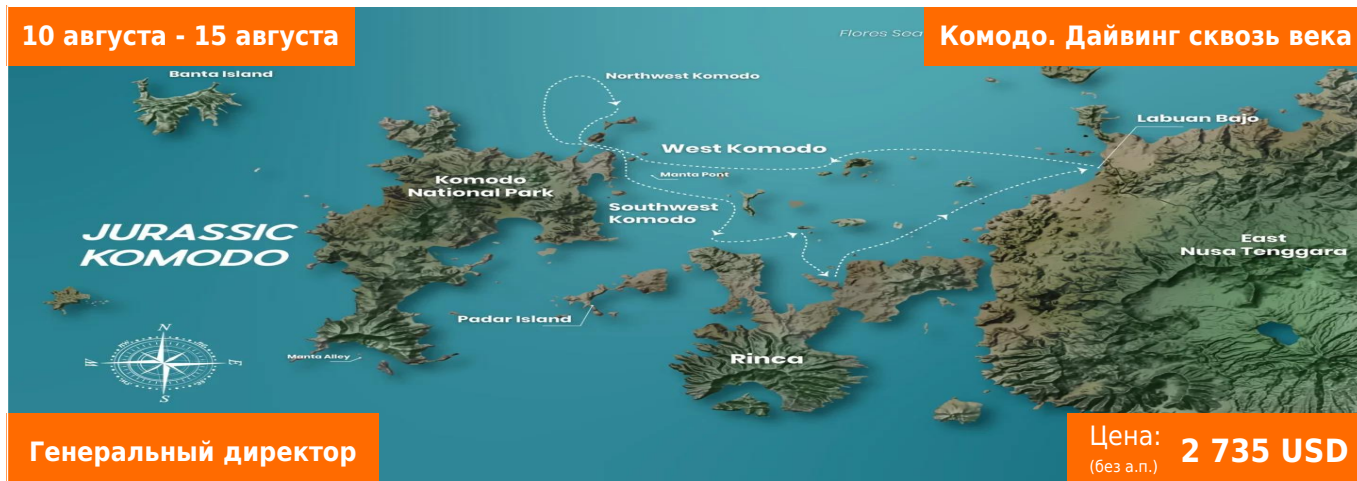 10 августа - 15 августа
Flores Sea
Комодо. Дайвинг сквозь века
Banta Island
Northwest Komodo
Labuan Bajo
West Komodo
Manta Pont
Komodo
National Park
Southwest
Komodo
JURASSIC
KOMODO
East
Nusa Tenggara
Padar Island
N
W
E
S
Manta Alley
Rinca
Генеральный директор
Цена:
(без а.п.)
2 735 USD